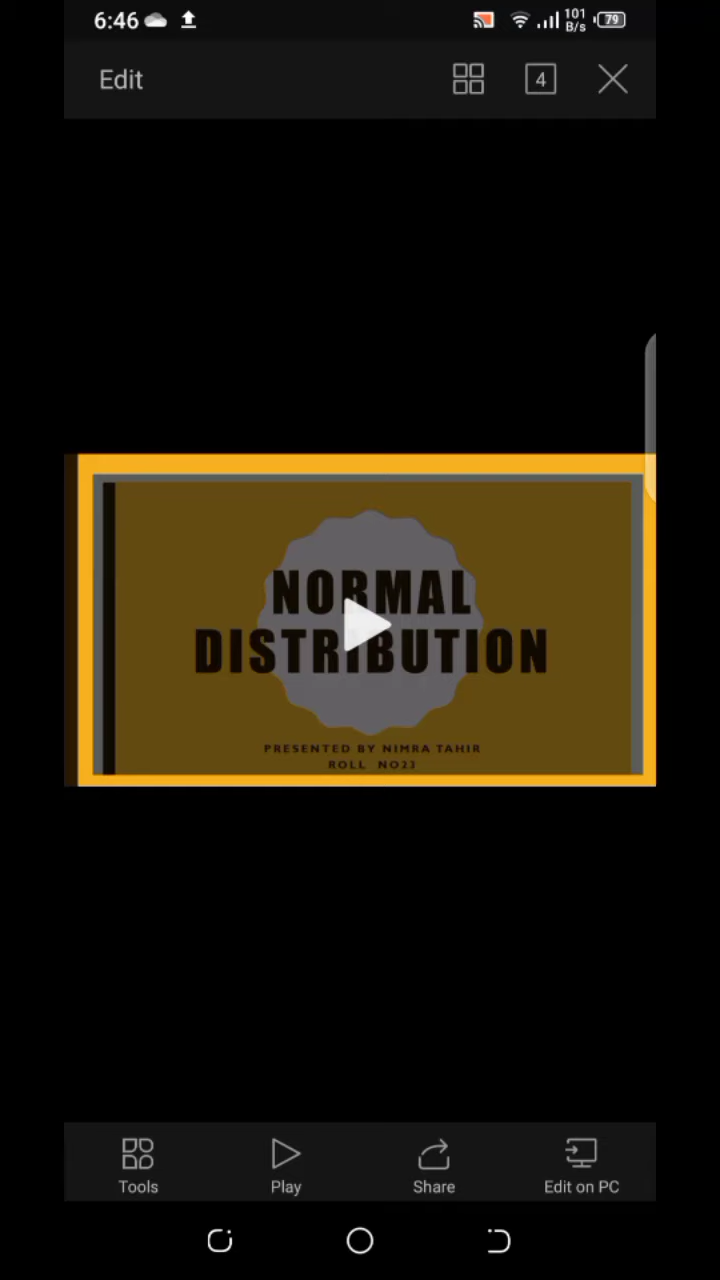 6:46 101 B/s 79
Edit 4
NORMAL
DISTRIBUTION
PRESENTED BY NIMRA TAHIR
ROLL NO23
Tools Play Share Edit on PC